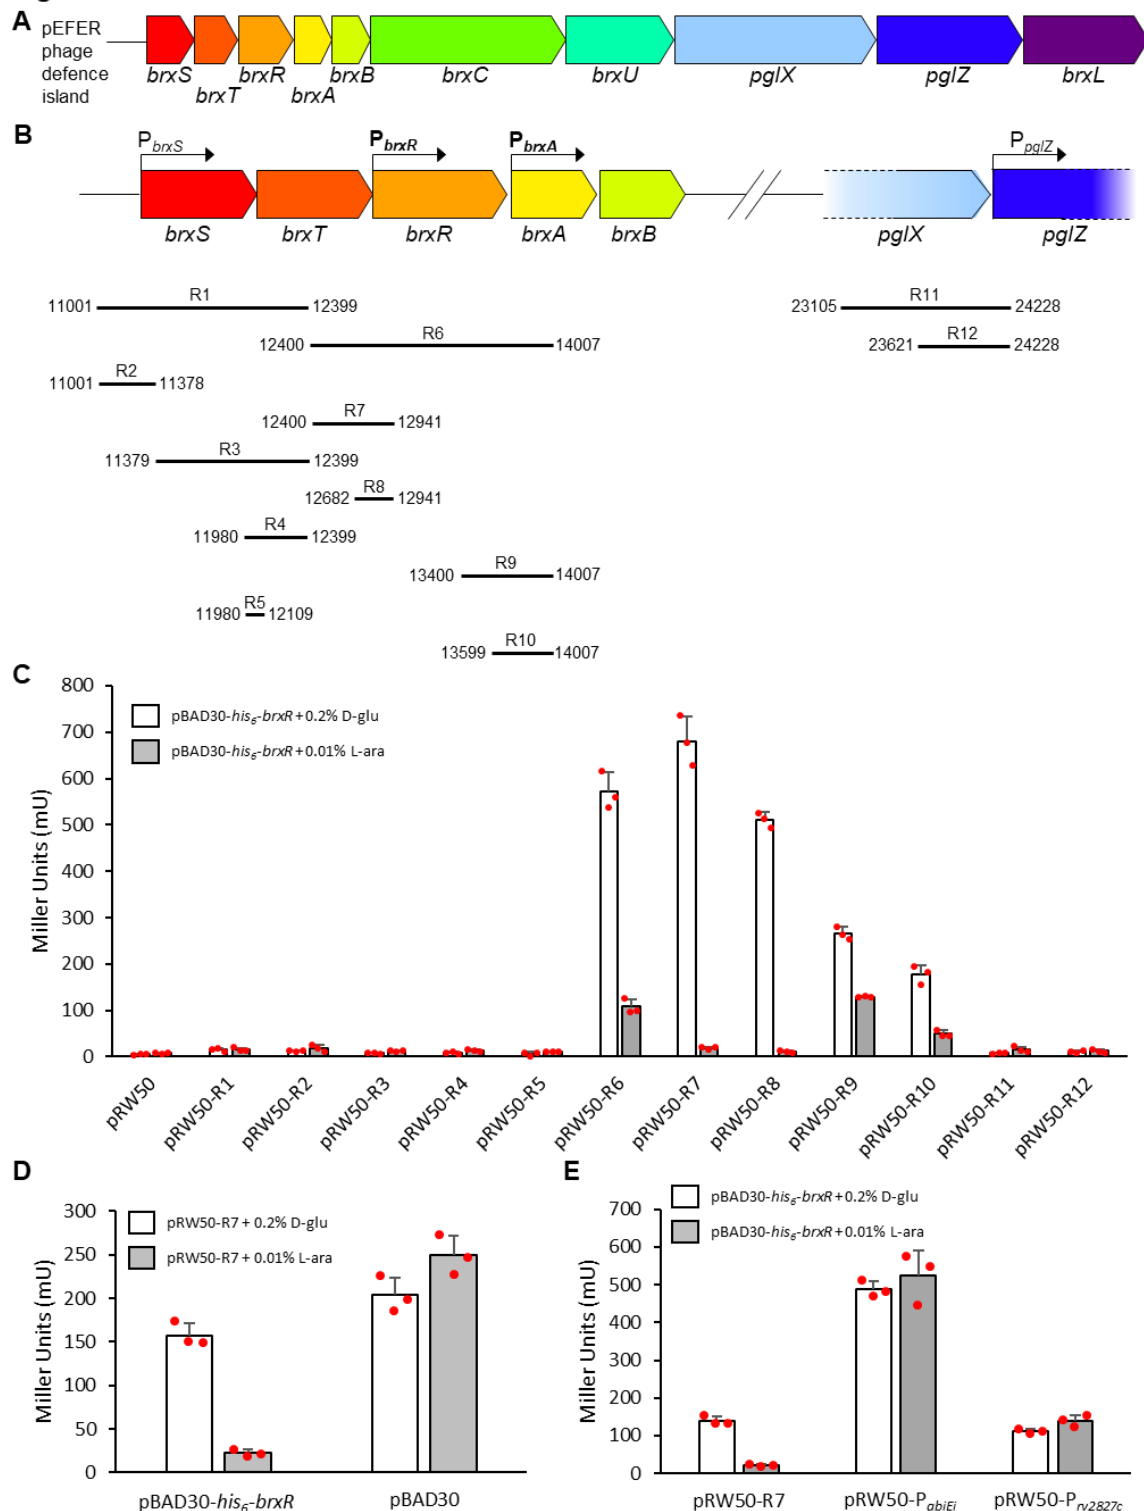 A
pEFER
phage
defence
island
brxS
brxT
brxR
brxA
brxB
brxC
brxU
pglX
pglZ
brxL
B
PbrxS
PbrxR
PbrxA
PpglZ
brxS
brxT
brxR
brxA
brxB
pglX
pglZ
11001 R1 12399
23105 R11 24228
12400 R6 14007
23621 R12 24228
11001 R2 11378
12400 R7 12941
11379 R3 12399
12682 R8 12941
11980 R4 12399
13400 R9 14007
11980 R5 12109
13599 R10 14007
C
Miller Units (mU)
800
700
600
500
400
300
200
100
0
pBAD30-his6-brxR + 0.2% D-glu
pBAD30-his6-brxR + 0.01% L-ara
pRW50
pRW50-R1
pRW50-R2
pRW50-R3
pRW50-R4
pRW50-R5
pRW50-R6
pRW50-R7
pRW50-R8
pRW50-R9
pRW50-R10
pRW50-R11
pRW50-R12
D
Miller Units (mU)
300
250
200
150
100
50
0
pRW50-R7 + 0.2% D-glu
pRW50-R7 + 0.01% L-ara
pBAD30-his6-brxR
pBAD30
E
Miller Units (mU)
700
600
500
400
300
200
100
0
pBAD30-his6-brxR + 0.2% D-glu
pBAD30-his6-brxR + 0.01% L-ara
pRW50-R7
pRW50-PabiEi
pRW50-Prv2827c